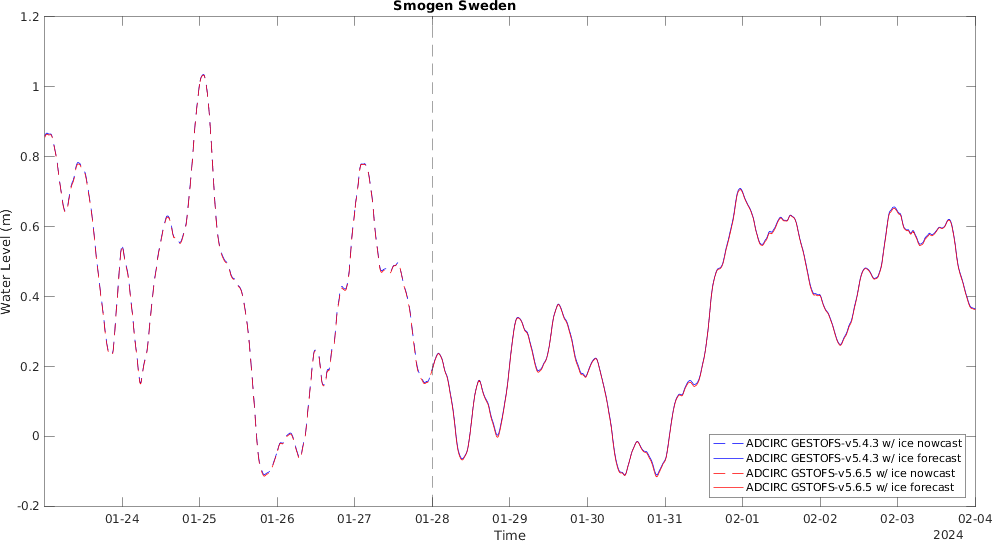 Smogen Sweden
Water Level (m)
1.2
1
0.8
0.6
0.4
0.2
0
-0.2
ADCIRC GESTOFS-v5.4.3 w/ ice nowcast
ADCIRC GESTOFS-v5.4.3 w/ ice forecast
ADCIRC GSTOFS-v5.6.5 w/ ice nowcast
ADCIRC GSTOFS-v5.6.5 w/ ice forecast
01-24 01-25 01-26 01-27 01-28 01-29 01-30 01-31 02-01 02-02 02-03 02-04
Time
2024